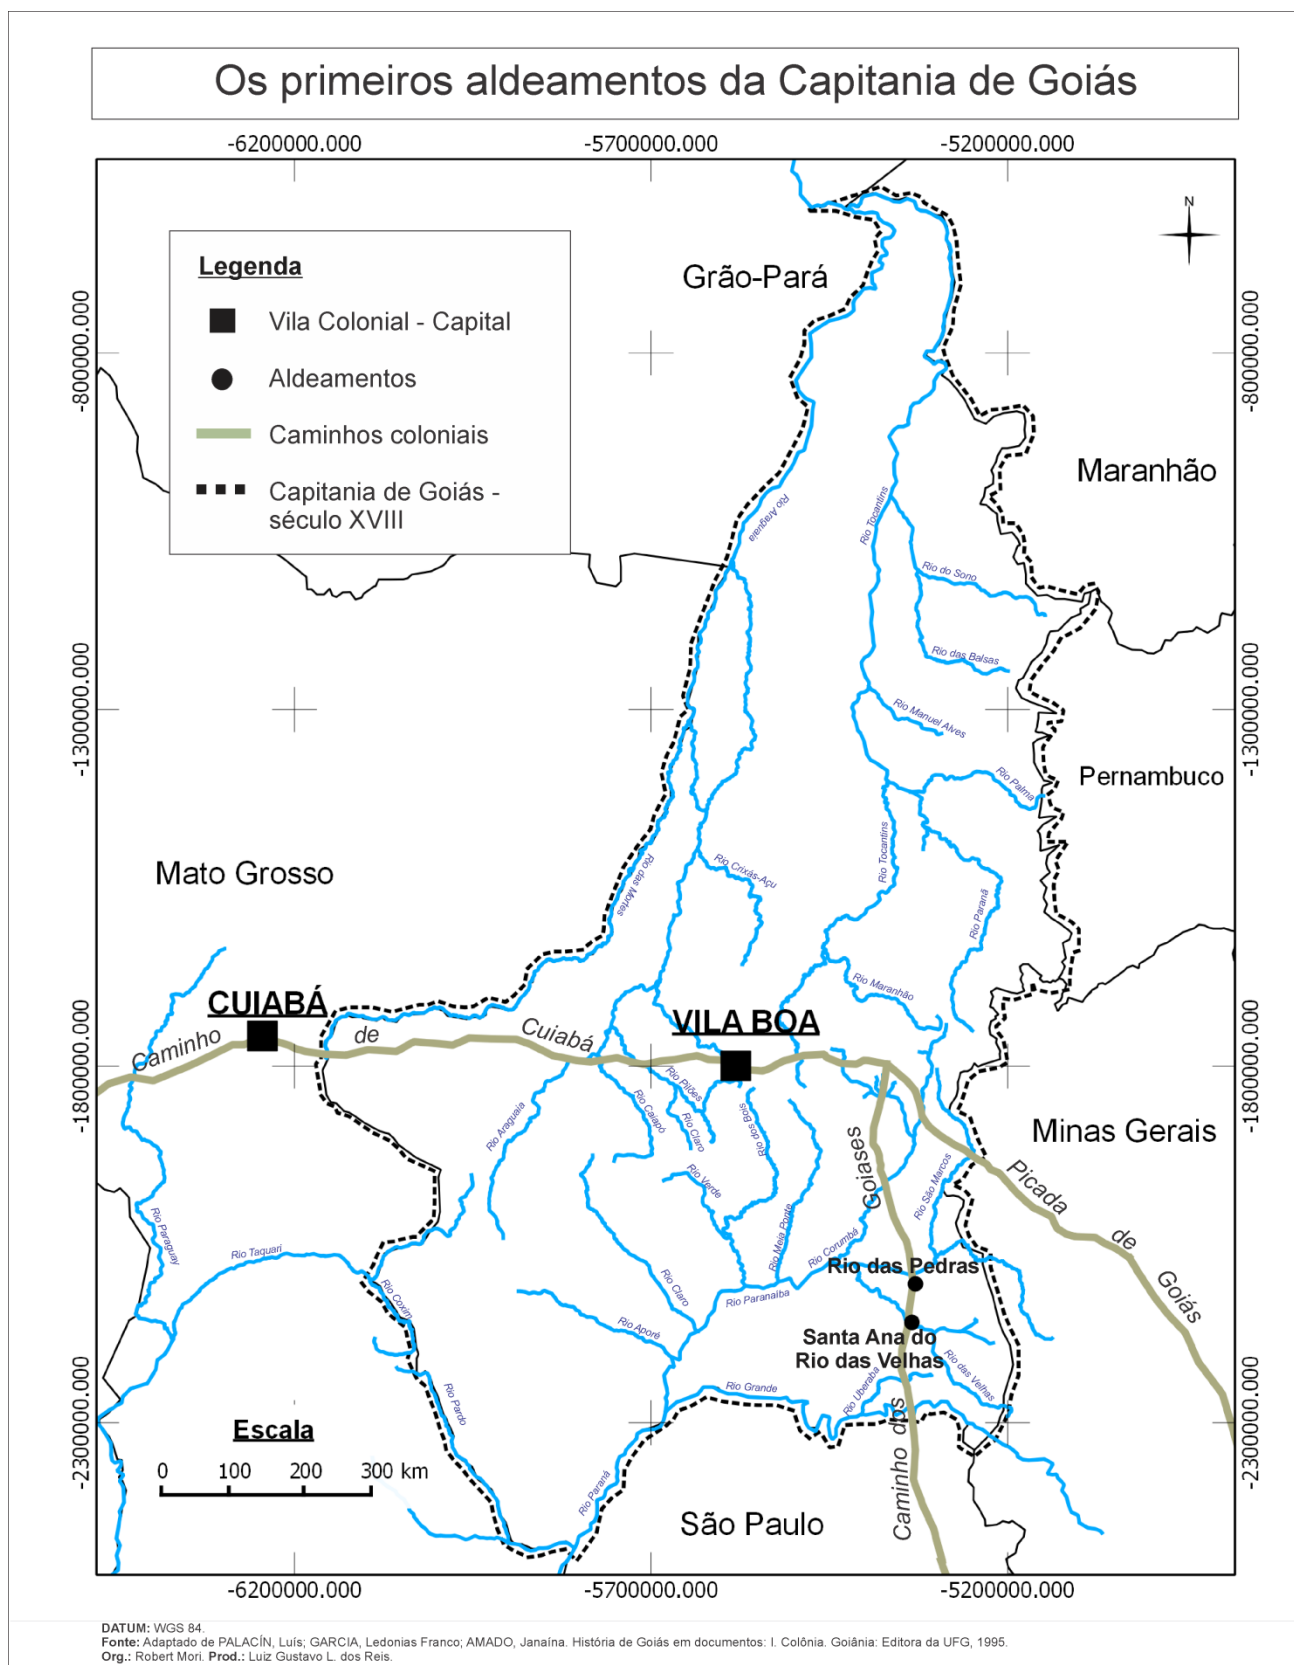 Os primeiros aldeamentos da Capitania de Goiás
-6200000.000
-5700000.000
-5200000.000
N
Legenda
Vila Colonial - Capital
Aldeamentos
Caminhos coloniais
Capitania de Goiás -
século XVIII
Grão-Pará
Maranhão
Pernambuco
Mato Grosso
Minas Gerais
São Paulo
-800000.000
-800000.000
-1300000.000
-1300000.000
-1800000.000
-1800000.000
-2300000.000
-2300000.000
Rio Araguaia
Rio Tocantins
Rio do Sono
Rio das Balsas
Rio Manuel Alves
Rio Palma
Rio Tocantins
Rio Paraná
Rio Crixás-Açu
Rio das Mortes
Rio Maranhão
CUIABÁ
VILA BOA
Caminho de Cuiabá
Rio Pilões
Rio Caiapó
Rio Claro
Rio dos Bois
Rio Araguaia
Rio Verde
Rio Meia Ponte
Rio Corumbá
Rio São Marcos
Picada de Goiás
Caminho dos Goiases
Rio Paraguay
Rio Taquari
Rio Coxim
Rio Claro
Rio Paranaíba
Rio Aporé
Rio das Pedras
Santa Ana do
Rio das Velhas
Rio das Velhas
Rio Uberaba
Rio Grande
Rio Pardo
Rio Paraná
Escala
0 100 200 300 km
-6200000.000
-5700000.000
-5200000.000
DATUM: WGS 84.
Fonte: Adaptado de PALACÍN, Luís; GARCIA, Ledonias Franco; AMADO, Janaína. História de Goiás em documentos: I. Colônia. Goiânia: Editora da UFG, 1995.
Org.: Robert Mori. Prod.: Luiz Gustavo L. dos Reis.